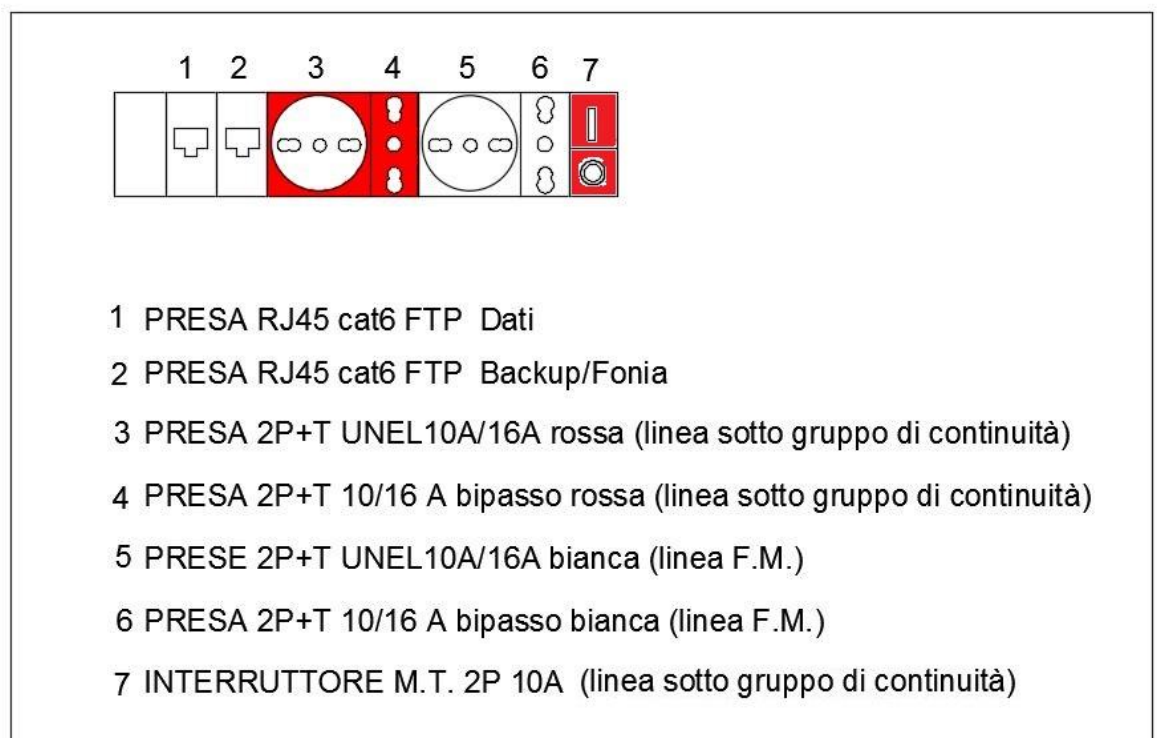 1 2 3 4 5 6 7
1 PRESA RJ45 cat6 FTP Dati
2 PRESA RJ45 cat6 FTP Backup/Fonia
3 PRESA 2P+T UNEL10A/16A rossa (linea sotto gruppo di continuità)
4 PRESA 2P+T 10/16 A bipasso rossa (linea sotto gruppo di continuità)
5 PRESE 2P+T UNEL10A/16A bianca (linea F.M.)
6 PRESA 2P+T 10/16 A bipasso bianca (linea F.M.)
7 INTERRUTTORE M.T. 2P 10A (linea sotto gruppo di continuità)